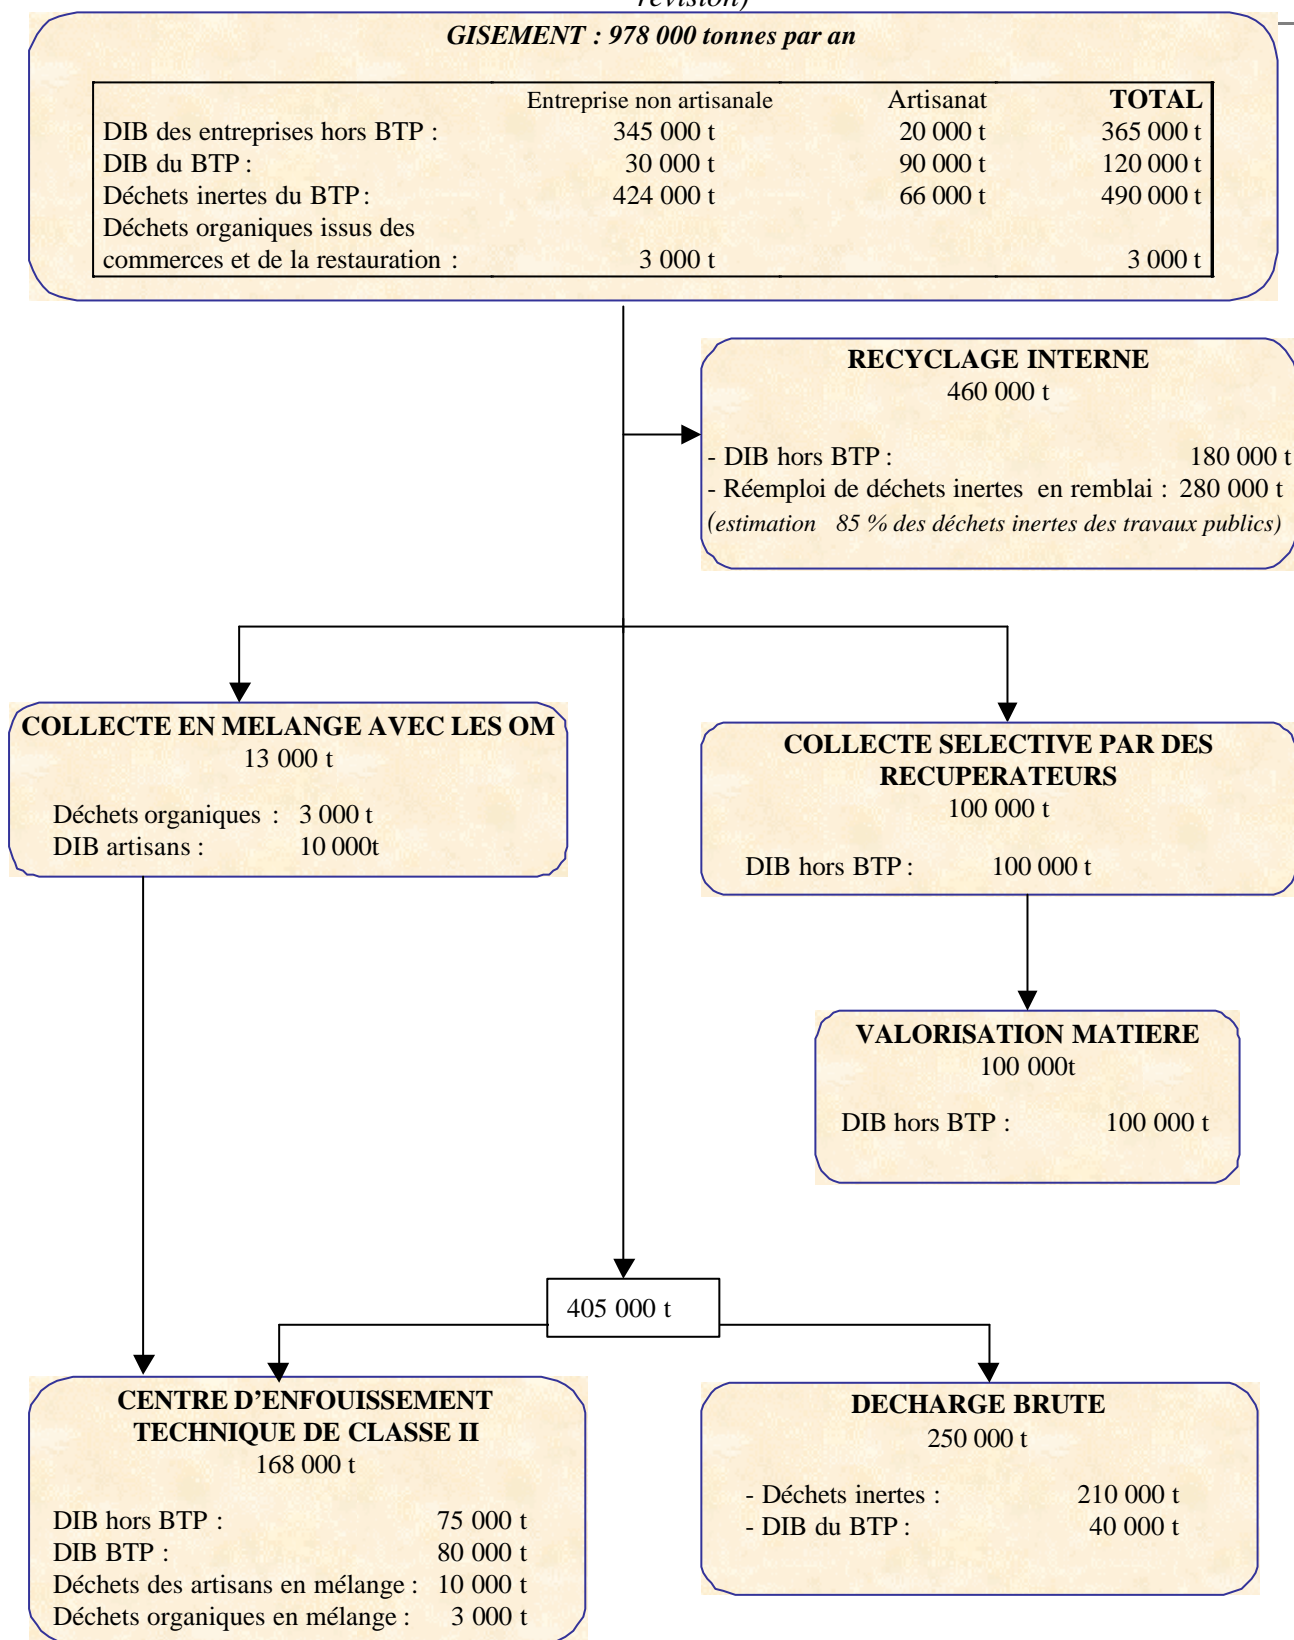 révision)
GISEMENT : 978 000 tonnes par an
Entreprise non artisanale Artisanat TOTAL
DIB des entreprises hors BTP : 345 000 t 20 000 t 365 000 t
DIB du BTP : 30 000 t 90 000 t 120 000 t
Déchets inertes du BTP : 424 000 t 66 000 t 490 000 t
Déchets organiques issus des
commerces et de la restauration : 3 000 t 3 000 t
RECYCLAGE INTERNE
460 000 t
- DIB hors BTP : 180 000 t
- Réemploi de déchets inertes en remblai : 280 000 t
(estimation 85 % des déchets inertes des travaux publics)
COLLECTE EN MELANGE AVEC LES OM
13 000 t
Déchets organiques : 3 000 t
DIB artisans : 10 000t
COLLECTE SELECTIVE PAR DES
RECUPERATEURS
100 000 t
DIB hors BTP : 100 000 t
VALORISATION MATIERE
100 000t
DIB hors BTP : 100 000 t
405 000 t
CENTRE D'ENFOUISSEMENT
TECHNIQUE DE CLASSE II
168 000 t
DIB hors BTP : 75 000 t
DIB BTP : 80 000 t
Déchets des artisans en mélange : 10 000 t
Déchets organiques en mélange : 3 000 t
DECHARGE BRUTE
250 000 t
- Déchets inertes : 210 000 t
- DIB du BTP : 40 000 t